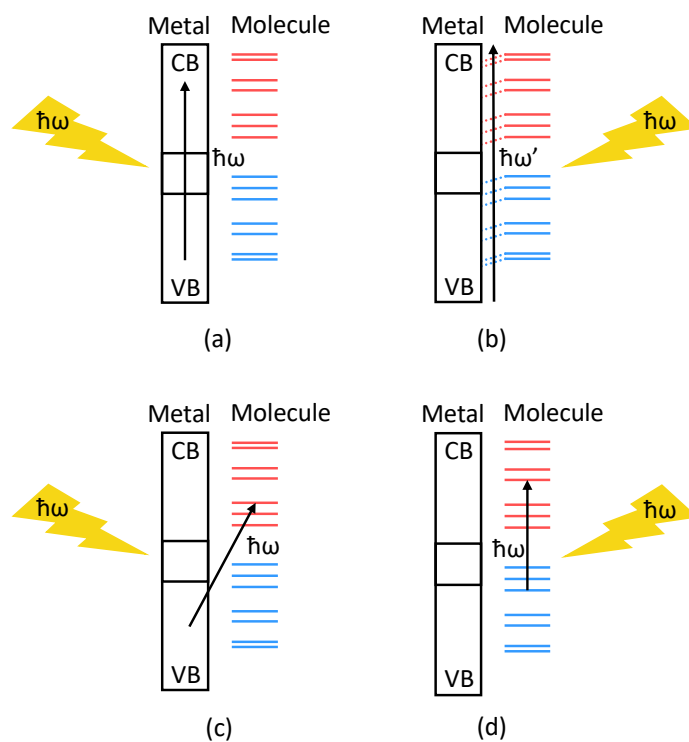 Metal Molecule
CB
ħω
ħω
VB
(a)
Metal Molecule
CB
ħω
ħω’
VB
(b)
Metal Molecule
CB
ħω
ħω
VB
(c)
Metal Molecule
CB
ħω
ħω
VB
(d)